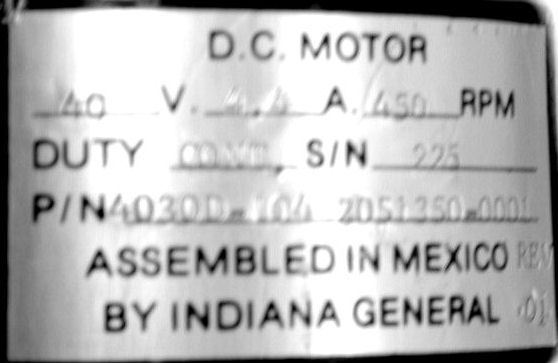 D.C. MOTOR
40 V. 4.4 A. 450 RPM
DUTY CONT. S/N 225
P/N 4030D-104 2051350-0001
ASSEMBLED IN MEXICO REV
BY INDIANA GENERAL 01